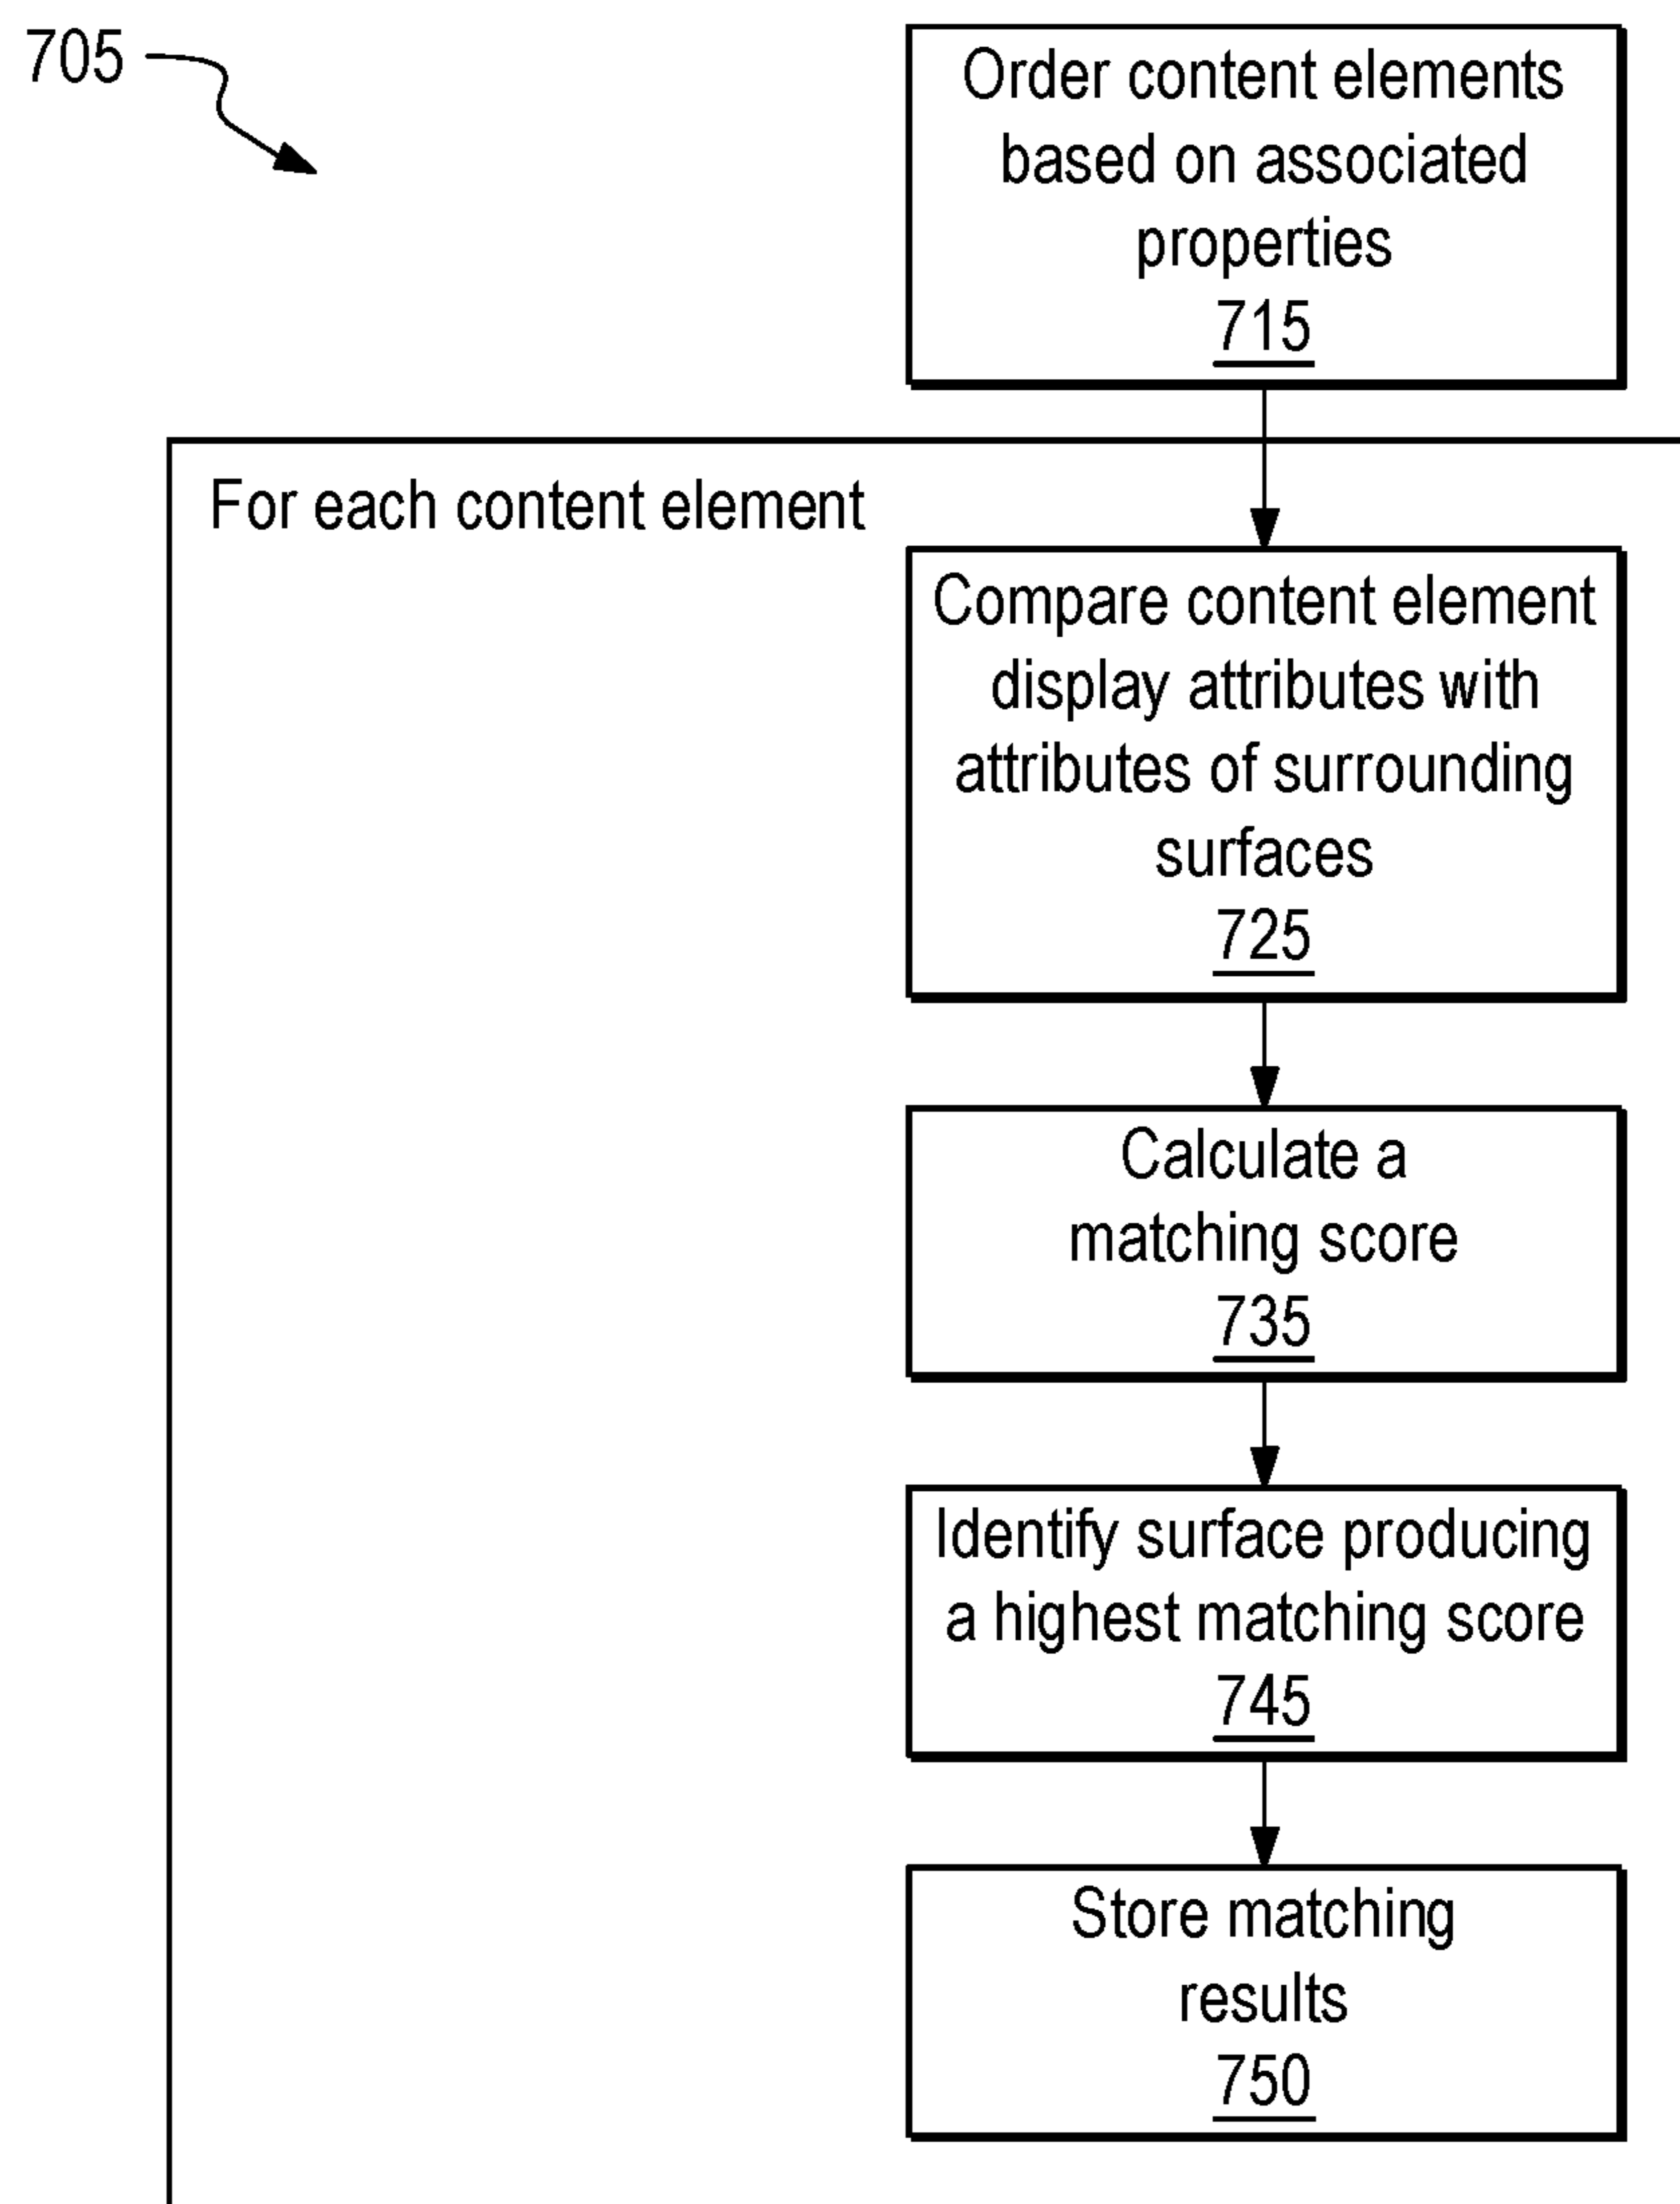 705
Order content elements
based on associated
properties
715
For each content element
Compare content element
display attributes with
attributes of surrounding
surfaces
725
Calculate a
matching score
735
Identify surface producing
a highest matching score
745
Store matching
results
750